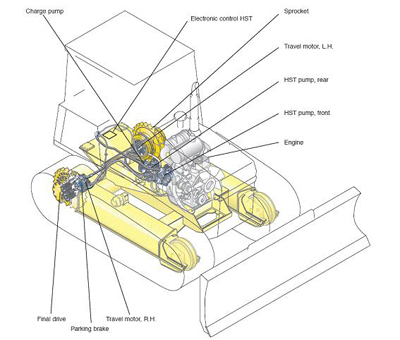 Charge pump
Electronic control HST
Sprocket
Travel motor, L.H.
HST pump, rear
HST pump, front
Engine
Final drive
Parking brake
Travel motor, R.H.